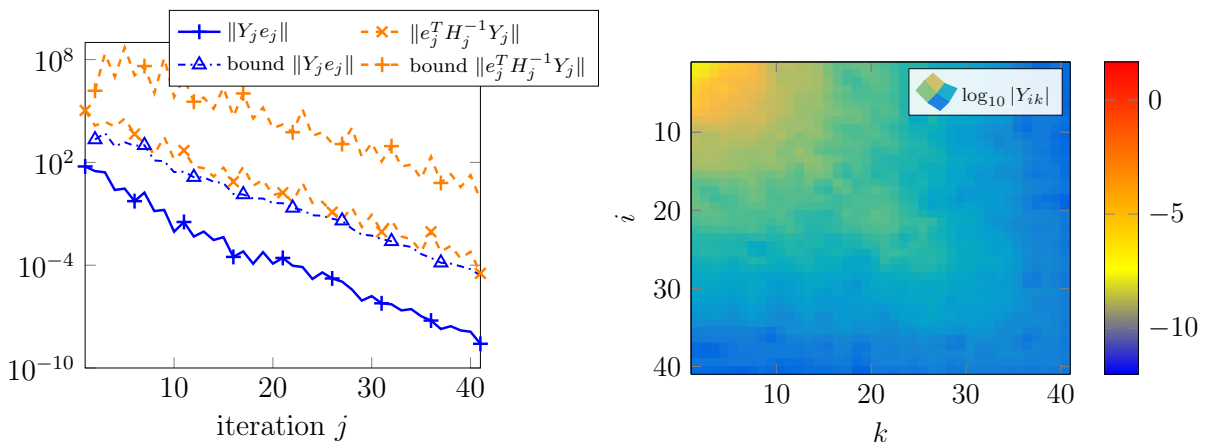 ‖Y_j e_j‖ ‖e_j^T H_j^{-1} Y_j‖
bound ‖Y_j e_j‖ bound ‖e_j^T H_j^{-1} Y_j‖
10^8
10^2
10^{-4}
10^{-10}
10 20 30 40
iteration j
log_{10} |Y_{ik}|
i
10
20
30
40
10 20 30 40
k
0
−5
−10